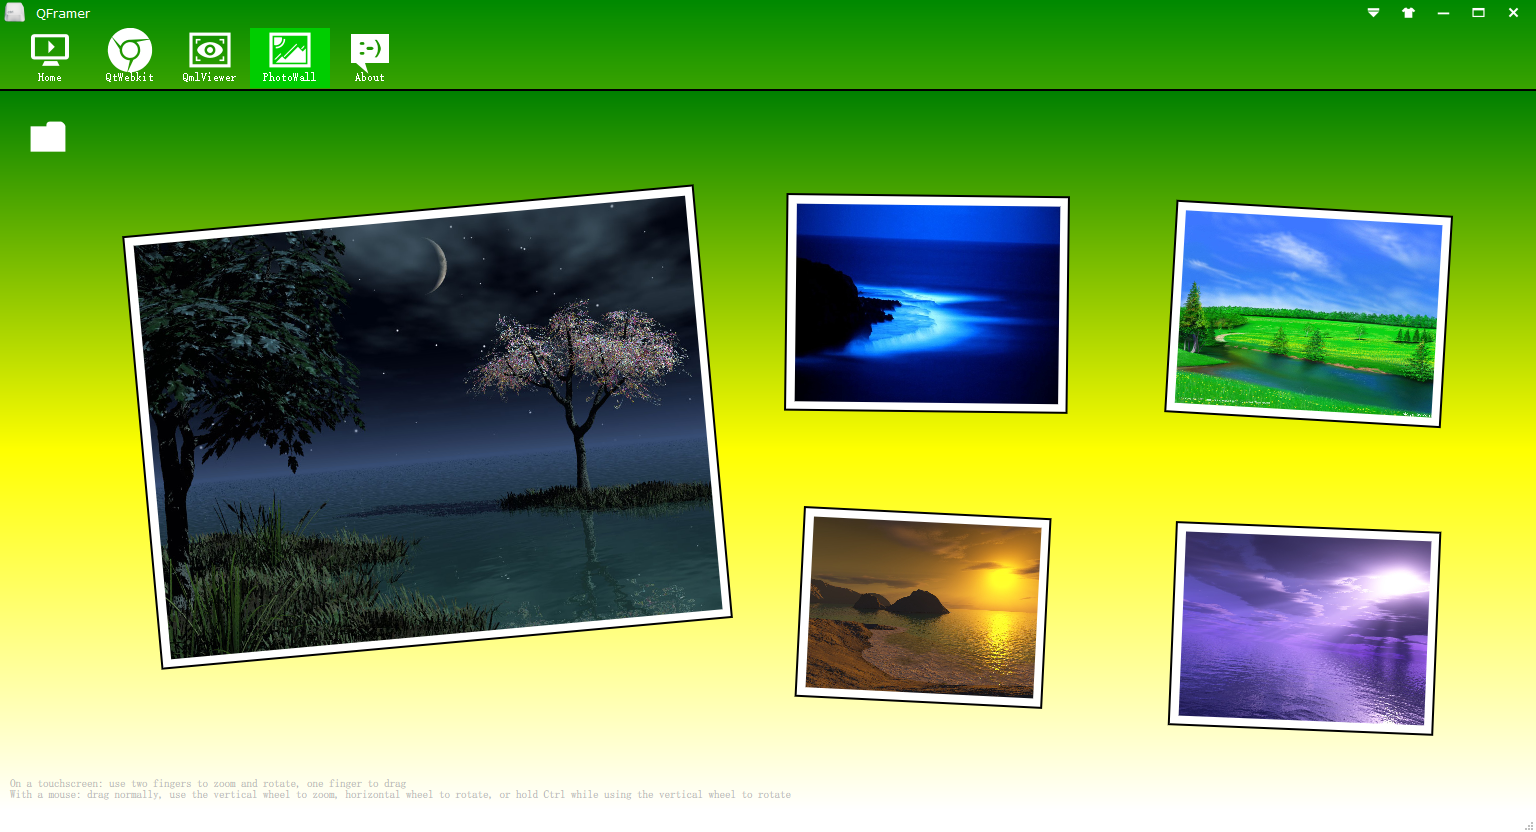 QFramer
Home
QtWebkit
QmlViewer
PhotoWall
About
On a touchscreen: use two fingers to zoom and rotate, one finger to drag
With a mouse: drag normally, use the vertical wheel to zoom, horizontal wheel to rotate, or hold Ctrl while using the vertical wheel to rotate